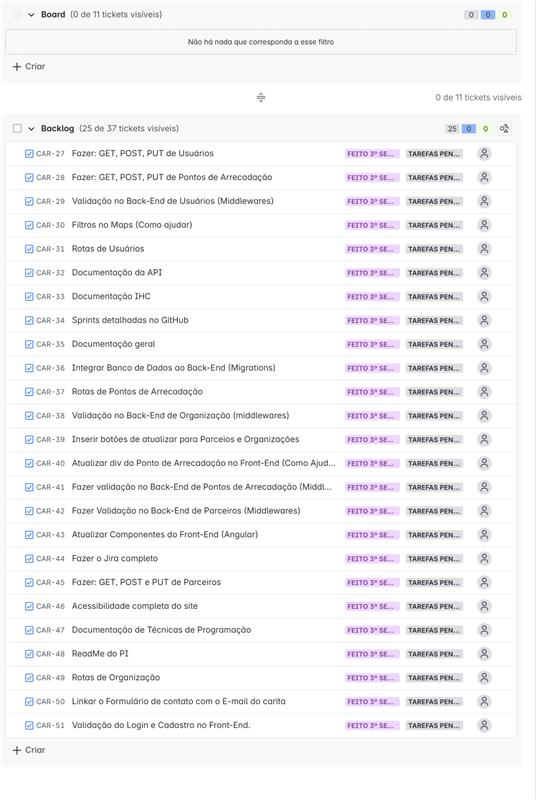 Board (0 de 11 tickets visíveis) 0 0 0
Não há nada que corresponda a esse filtro
+ Criar
0 de 11 tickets visíveis
Backlog (25 de 37 tickets visíveis) 25 0 0
CAR-27 Fazer: GET, POST, PUT de Usuários FEITO 3º SE... TAREFAS PEN...
CAR-28 Fazer: GET, POST, PUT de Pontos de Arrecadação FEITO 3º SE... TAREFAS PEN...
CAR-29 Validação no Back-End de Usuários (Middlewares) FEITO 3º SE... TAREFAS PEN...
CAR-30 Filtros no Maps (Como ajudar) FEITO 3º SE... TAREFAS PEN...
CAR-31 Rotas de Usuários FEITO 3º SE... TAREFAS PEN...
CAR-32 Documentação da API FEITO 3º SE... TAREFAS PEN...
CAR-33 Documentação IHC FEITO 3º SE... TAREFAS PEN...
CAR-34 Sprints detalhadas no GitHub FEITO 3º SE... TAREFAS PEN...
CAR-35 Documentação geral FEITO 3º SE... TAREFAS PEN...
CAR-36 Integrar Banco de Dados ao Back-End (Migrations) FEITO 3º SE... TAREFAS PEN...
CAR-37 Rotas de Pontos de Arrecadação FEITO 3º SE... TAREFAS PEN...
CAR-38 Validação no Back-End de Organização (middlewares) FEITO 3º SE... TAREFAS PEN...
CAR-39 Inserir botões de atualizar para Parceios e Organizações FEITO 3º SE... TAREFAS PEN...
CAR-40 Atualizar div do Ponto de Arrecadação no Front-End (Como Ajud... FEITO 3º SE... TAREFAS PEN...
CAR-41 Fazer validação no Back-End de Pontos de Arrecadação (Middl... FEITO 3º SE... TAREFAS PEN...
CAR-42 Fazer Validação no Back-End de Parceiros (Middlewares) FEITO 3º SE... TAREFAS PEN...
CAR-43 Atualizar Componentes do Front-End (Angular) FEITO 3º SE... TAREFAS PEN...
CAR-44 Fazer o Jira completo FEITO 3º SE... TAREFAS PEN...
CAR-45 Fazer: GET, POST e PUT de Parceiros FEITO 3º SE... TAREFAS PEN...
CAR-46 Acessibilidade completa do site FEITO 3º SE... TAREFAS PEN...
CAR-47 Documentação de Técnicas de Programação FEITO 3º SE... TAREFAS PEN...
CAR-48 ReadMe do PI FEITO 3º SE... TAREFAS PEN...
CAR-49 Rotas de Organização FEITO 3º SE... TAREFAS PEN...
CAR-50 Linkar o Formulário de contato com o E-mail do carita FEITO 3º SE... TAREFAS PEN...
CAR-51 Validação do Login e Cadastro no Front-End. FEITO 3º SE... TAREFAS PEN...
+ Criar